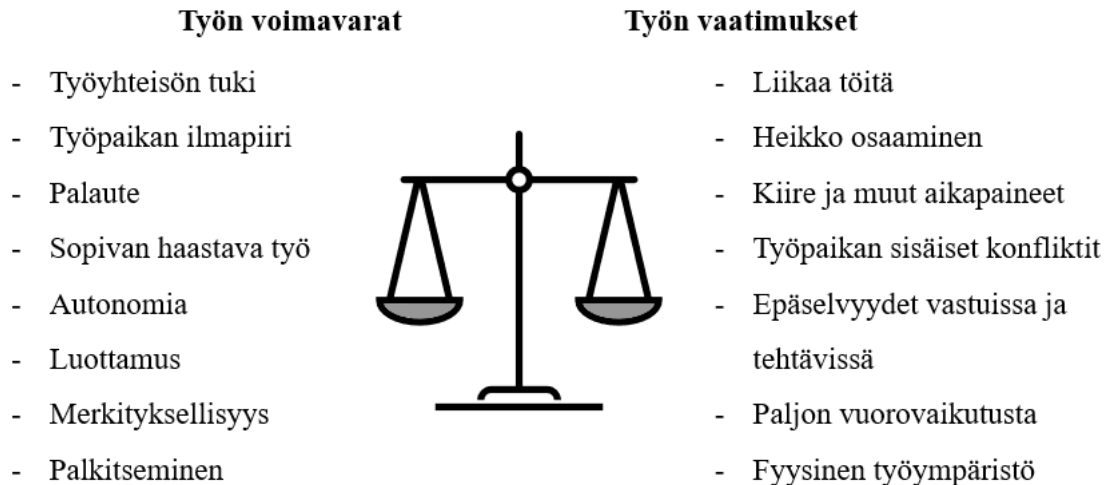 Työn voimavarat
- Työyhteisön tuki
- Työpaikan ilmapiiri
- Palaute
- Sopivan haastava työ
- Autonomia
- Luottamus
- Merkityksellisyys
- Palkitseminen
Työn vaatimukset
- Liikaa töitä
- Heikko osaaminen
- Kiire ja muut aikapaineet
- Työpaikan sisäiset konfliktit
- Epäselvyydet vastuissa ja
tehtävissä
- Paljon vuorovaikutusta
- Fyysinen työympäristö